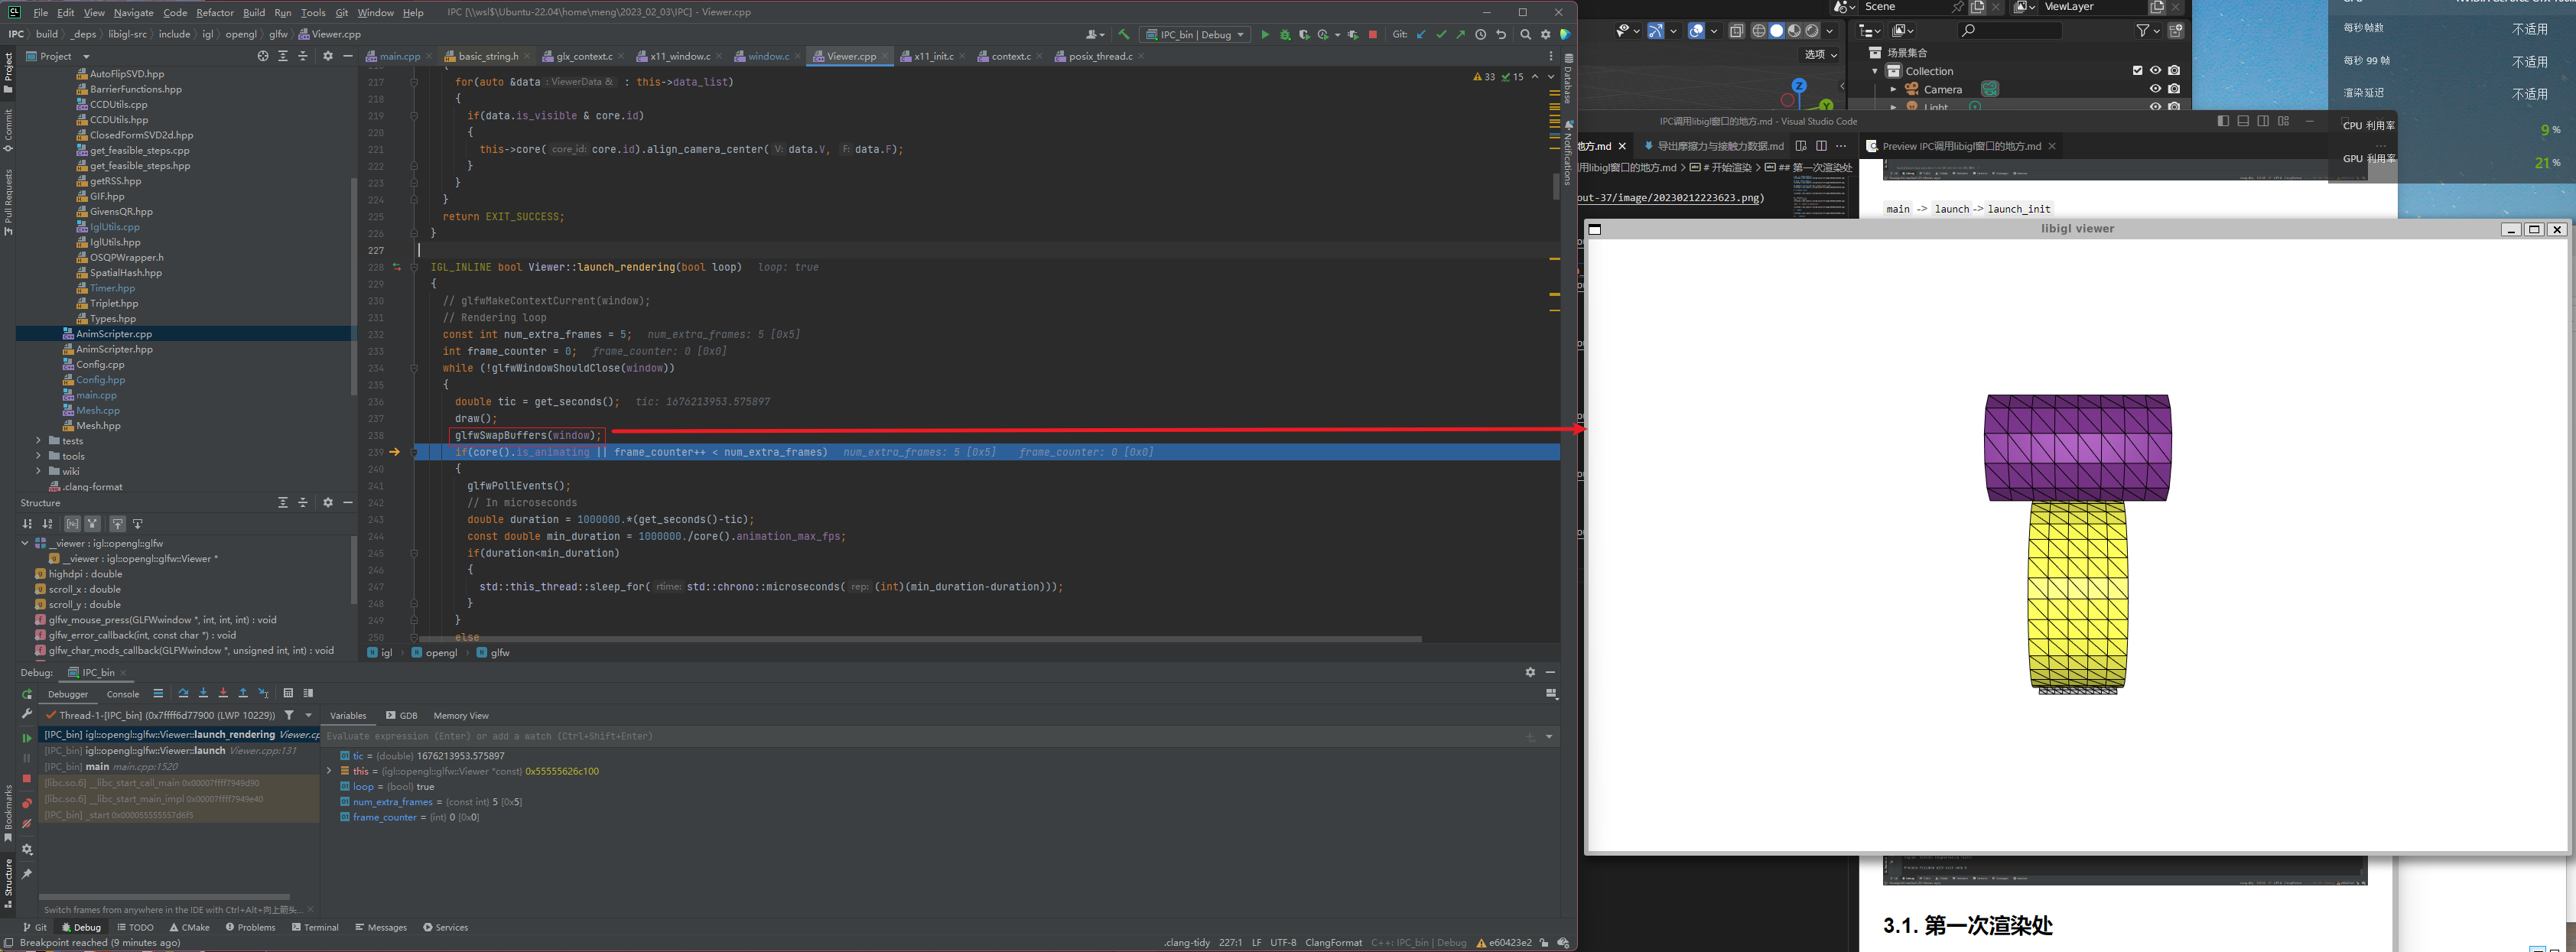 File Edit View Navigate Code Refactor Build Run Tools Git Window Help IPC [\\wsl$\Ubuntu-22.04\home\meng\2023_02_03\IPC] - Viewer.cpp
IPC build _deps libigl-src include igl opengl glfw Viewer.cpp
IPC_bin | Debug
Git:
Project
main.cpp basic_string.h glx_context.c x11_window.c window.c Viewer.cpp x11_init.c context.c posix_thread.c
AutoFlipSVD.hpp
BarrierFunctions.hpp
CCDUtils.cpp
CCDUtils.hpp
ClosedFormSVD2d.hpp
get_feasible_steps.cpp
get_feasible_steps.hpp
getRSS.hpp
GIF.hpp
GivensQR.hpp
IglUtils.cpp
IglUtils.hpp
OSQPWrapper.h
SpatialHash.hpp
Timer.hpp
Triplet.hpp
Types.hpp
AnimScripter.cpp
AnimScripter.hpp
Config.cpp
Config.hpp
main.cpp
Mesh.cpp
Mesh.hpp
tests
tools
wiki
.clang-format
Project
Commit
Pull Requests
Bookmarks
Structure
Database
Notifications
33 15
217 for(auto &data : ViewerData & : this->data_list)
218 {
219 if(data.is_visible & core.id)
220 {
221 this->core( core_id: core.id).align_camera_center( V: data.V, F: data.F);
222 }
223 }
224 }
225 return EXIT_SUCCESS;
226 }
227
228 IGL_INLINE bool Viewer::launch_rendering(bool loop) loop: true
229 {
230 // glfwMakeContextCurrent(window);
231 // Rendering loop
232 const int num_extra_frames = 5; num_extra_frames: 5 [0x5]
233 int frame_counter = 0; frame_counter: 0 [0x0]
234 while (!glfwWindowShouldClose(window))
235 {
236 double tic = get_seconds(); tic: 1676213953.575897
237 draw();
238 glfwSwapBuffers(window);
239 if(core().is_animating || frame_counter++ < num_extra_frames) num_extra_frames: 5 [0x5] frame_counter: 0 [0x0]
240 {
241 glfwPollEvents();
242 // In microseconds
243 double duration = 1000000.*(get_seconds()-tic);
244 const double min_duration = 1000000./core().animation_max_fps;
245 if(duration<min_duration)
246 {
247 std::this_thread::sleep_for( rtime: std::chrono::microseconds( rep: (int)(min_duration-duration)));
248 }
249 }
250 else
igl opengl glfw
Structure
__viewer : igl::opengl::glfw
__viewer : igl::opengl::glfw::Viewer *
highdpi : double
scroll_x : double
scroll_y : double
glfw_mouse_press(GLFWwindow *, int, int, int) : void
glfw_error_callback(int, const char *) : void
glfw_char_mods_callback(GLFWwindow *, unsigned int, int) : void
Debug: IPC_bin
Debugger Console
Thread-1-[IPC_bin] (0x7ffff6d77900 (LWP 10229))
[IPC_bin] igl::opengl::glfw::Viewer::launch_rendering Viewer.cp
[IPC_bin] igl::opengl::glfw::Viewer::launch Viewer.cpp:131
[IPC_bin] main main.cpp:1520
[libc.so.6] __libc_start_call_main 0x00007ffff7949d90
[libc.so.6] __libc_start_main_impl 0x00007ffff7949e40
[IPC_bin] _start 0x000055555557d6f5
Switch frames from anywhere in the IDE with Ctrl+Alt+向上箭头...
Variables GDB Memory View
Evaluate expression (Enter) or add a watch (Ctrl+Shift+Enter)
tic = {double} 1676213953.575897
this = {igl::opengl::glfw::Viewer *const} 0x55555626c100
loop = {bool} true
num_extra_frames = {const int} 5 [0x5]
frame_counter = {int} 0 [0x0]
Git Debug TODO CMake Problems Terminal Messages Services
Breakpoint reached (9 minutes ago)
.clang-tidy 227:1 LF UTF-8 ClangFormat C++: IPC_bin | Debug e60423e2
Scene ViewLayer
选项
Z
Y
场景集合
Collection
Camera
Light
每秒帧数 不适用
每秒 99 帧 不适用
渲染延迟 不适用
CPU 利用率 9 %
GPU 利用率 21 %
IPC调用libigl窗口的地方.md - Visual Studio Code
地方.md 导出摩擦力与接触力数据.md
Preview IPC调用libigl窗口的地方.md
用libigl窗口的地方.md # 开始渲染 ## 第一次渲染处
out-37/image/20230212223623.png)
main -> launch -> launch_init
libigl viewer
3.1. 第一次渲染处